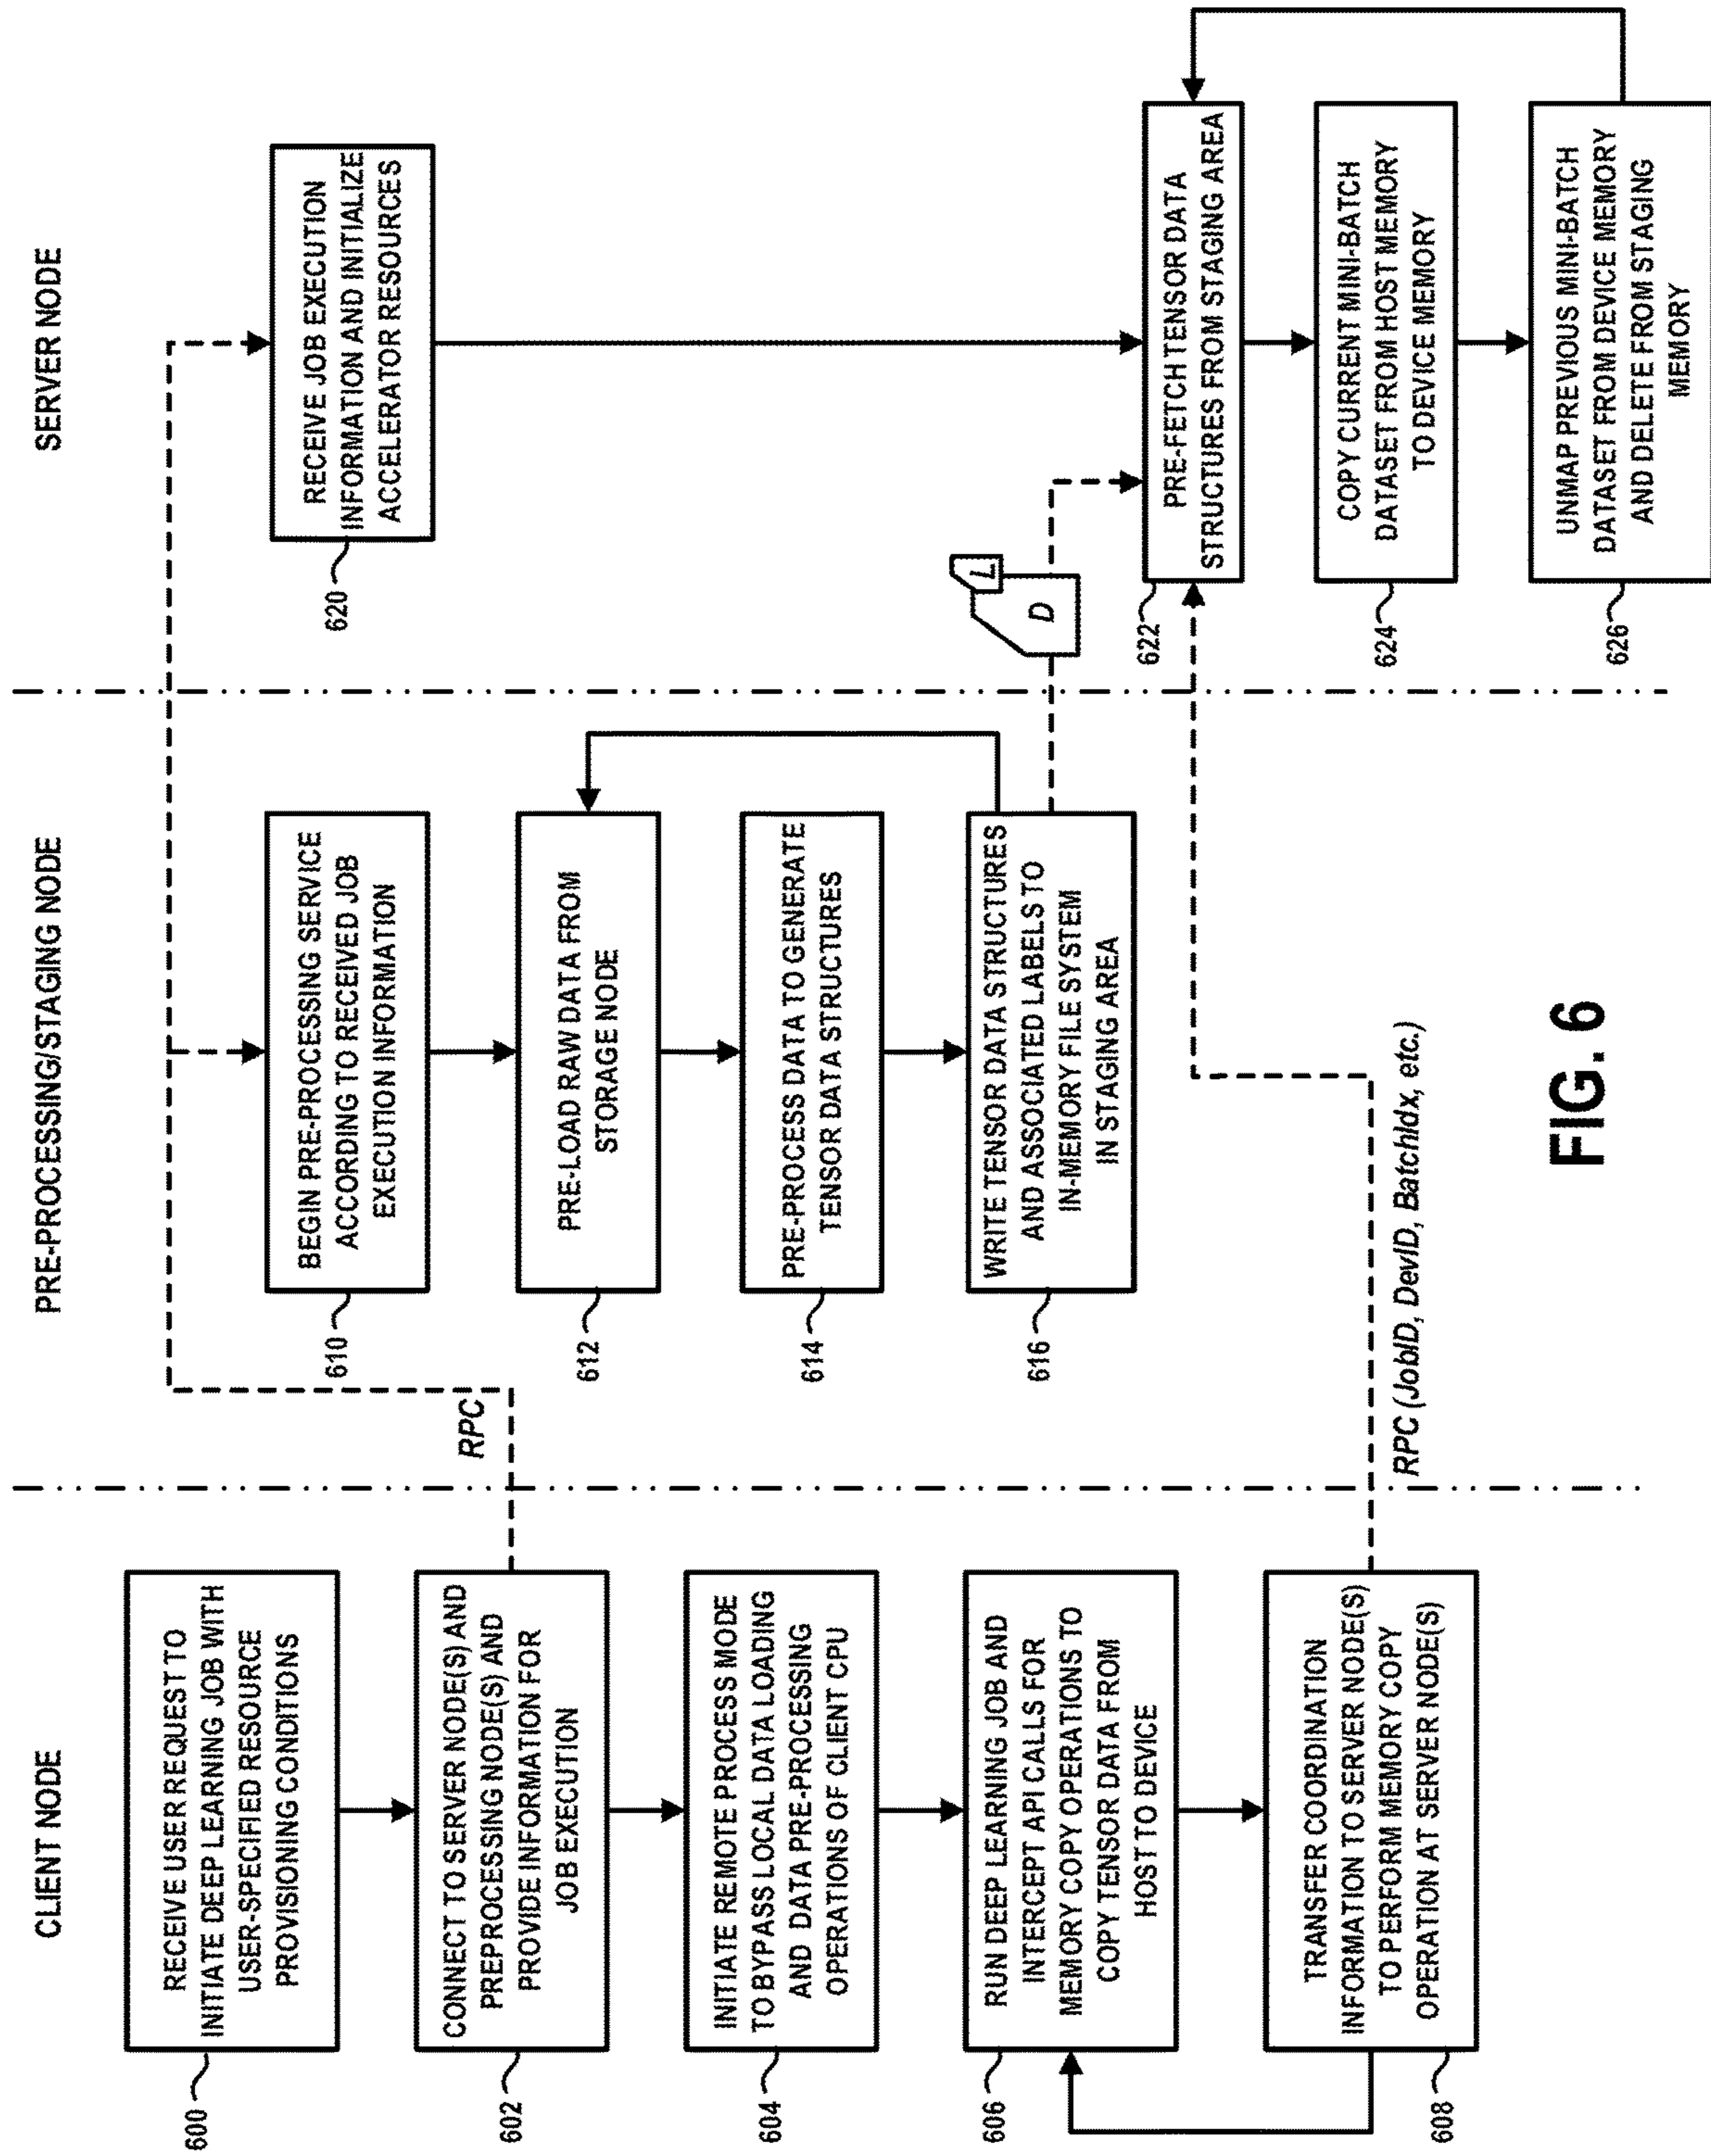 CLIENT NODE
RECEIVE USER REQUEST TO
INITIATE DEEP LEARNING JOB WITH
USER-SPECIFIED RESOURCE
PROVISIONING CONDITIONS
600
CONNECT TO SERVER NODE(S) AND
PREPROCESSING NODE(S) AND
PROVIDE INFORMATION FOR
JOB EXECUTION
602
INITIATE REMOTE PROCESS MODE
TO BYPASS LOCAL DATA LOADING
AND DATA PRE-PROCESSING
OPERATIONS OF CLIENT CPU
604
RUN DEEP LEARNING JOB AND
INTERCEPT API CALLS FOR
MEMORY COPY OPERATIONS TO
COPY TENSOR DATA FROM
HOST TO DEVICE
606
TRANSFER COORDINATION
INFORMATION TO SERVER NODE(S)
TO PERFORM MEMORY COPY
OPERATION AT SERVER NODE(S)
608
RPC
RPC (JobID, DevID, BatchIdx, etc.)
PRE-PROCESSING/STAGING NODE
BEGIN PRE-PROCESSING SERVICE
ACCORDING TO RECEIVED JOB
EXECUTION INFORMATION
610
PRE-LOAD RAW DATA FROM
STORAGE NODE
612
PRE-PROCESS DATA TO GENERATE
TENSOR DATA STRUCTURES
614
WRITE TENSOR DATA STRUCTURES
AND ASSOCIATED LABELS TO
IN-MEMORY FILE SYSTEM
IN STAGING AREA
616
D
L
SERVER NODE
RECEIVE JOB EXECUTION
INFORMATION AND INITIALIZE
ACCELERATOR RESOURCES
620
PRE-FETCH TENSOR DATA
STRUCTURES FROM STAGING AREA
622
COPY CURRENT MINI-BATCH
DATASET FROM HOST MEMORY
TO DEVICE MEMORY
624
UNMAP PREVIOUS MINI-BATCH
DATASET FROM DEVICE MEMORY
AND DELETE FROM STAGING
MEMORY
626
FIG. 6